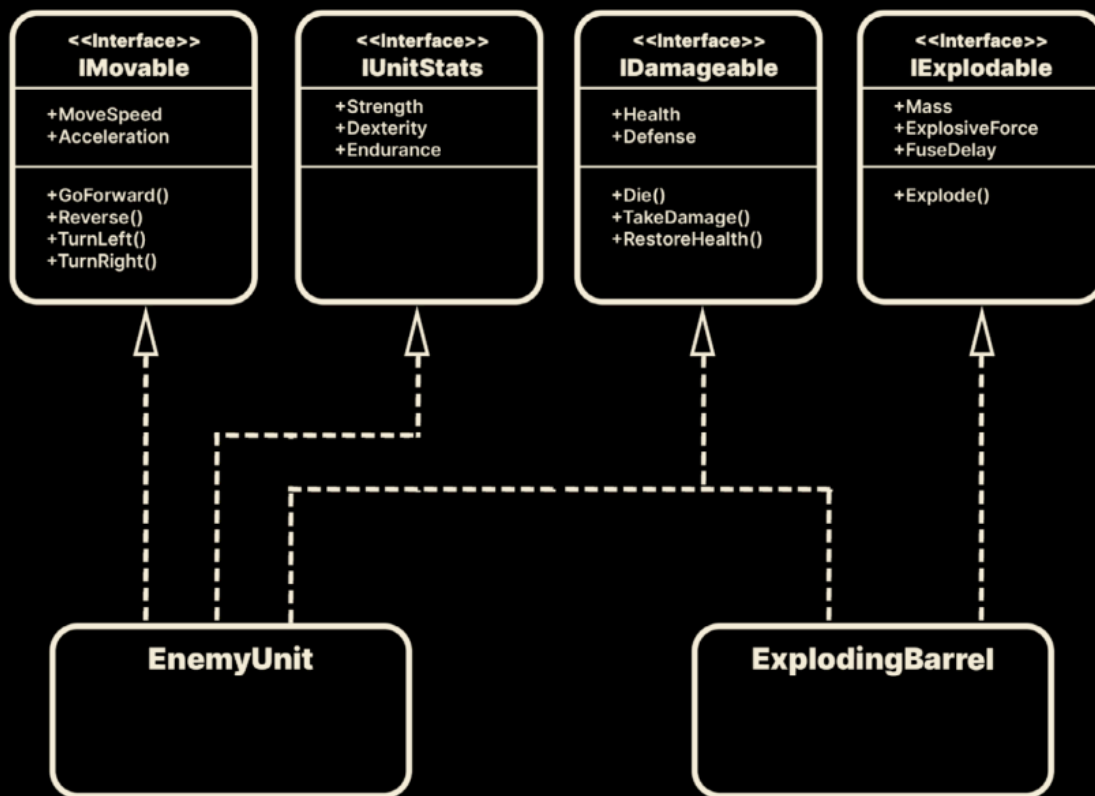 <<Interface>>
IMovable
+MoveSpeed
+Acceleration
+GoForward()
+Reverse()
+TurnLeft()
+TurnRight()
<<Interface>>
IUnitStats
+Strength
+Dexterity
+Endurance
<<Interface>>
IDamageable
+Health
+Defense
+Die()
+TakeDamage()
+RestoreHealth()
<<Interface>>
IExplodable
+Mass
+ExplosiveForce
+FuseDelay
+Explode()
EnemyUnit
ExplodingBarrel